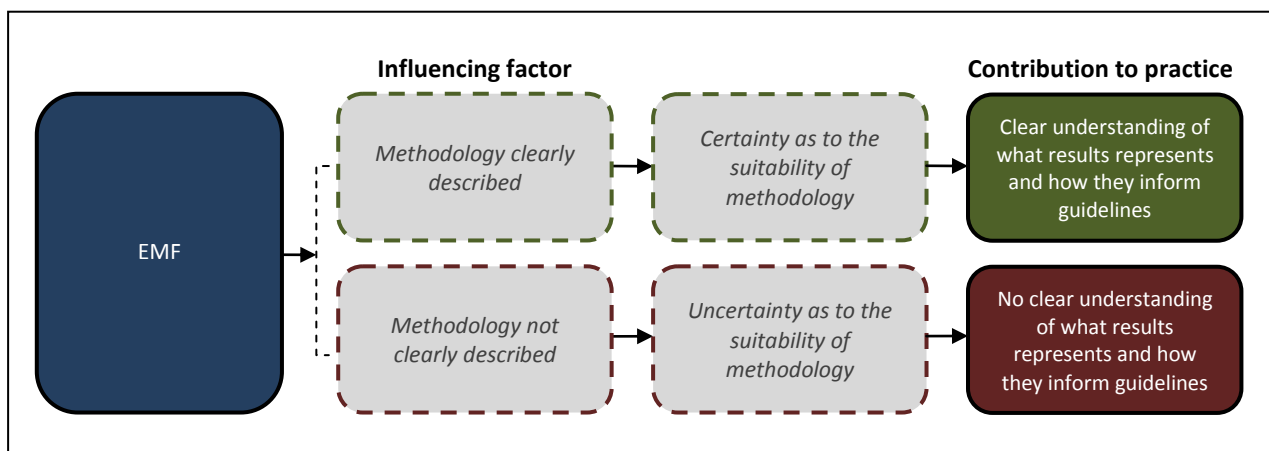 Influencing factor
Contribution to practice
EMF
Methodology clearly
described
Certainty as to the
suitability of
methodology
Clear understanding of
what results represents
and how they inform
guidelines
Methodology not
clearly described
Uncertainty as to the
suitability of
methodology
No clear understanding
of what results
represents and how
they inform guidelines